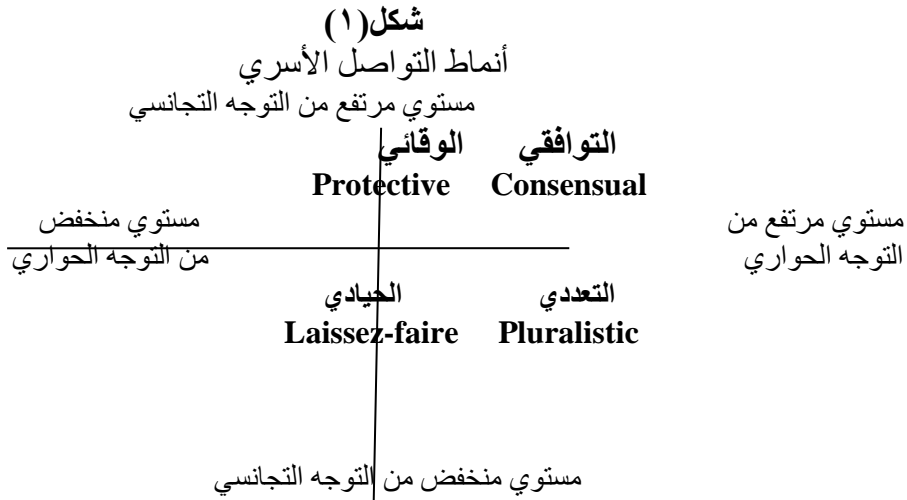 شكل(١)
أنماط التواصل الأسري
مستوي مرتفع من التوجه التجانسي
التوافقي الوقائي
Protective Consensual
مستوي مرتفع من
التوجه الحواري
مستوي منخفض
من التوجه الحواري
التعددي الحيادي
Laissez-faire Pluralistic
مستوي منخفض من التوجه التجانسي